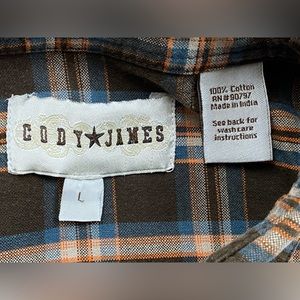 CODY★JAMES
L
100% Cotton
RN# 90797
Made in India
See back for
wash care
instructions